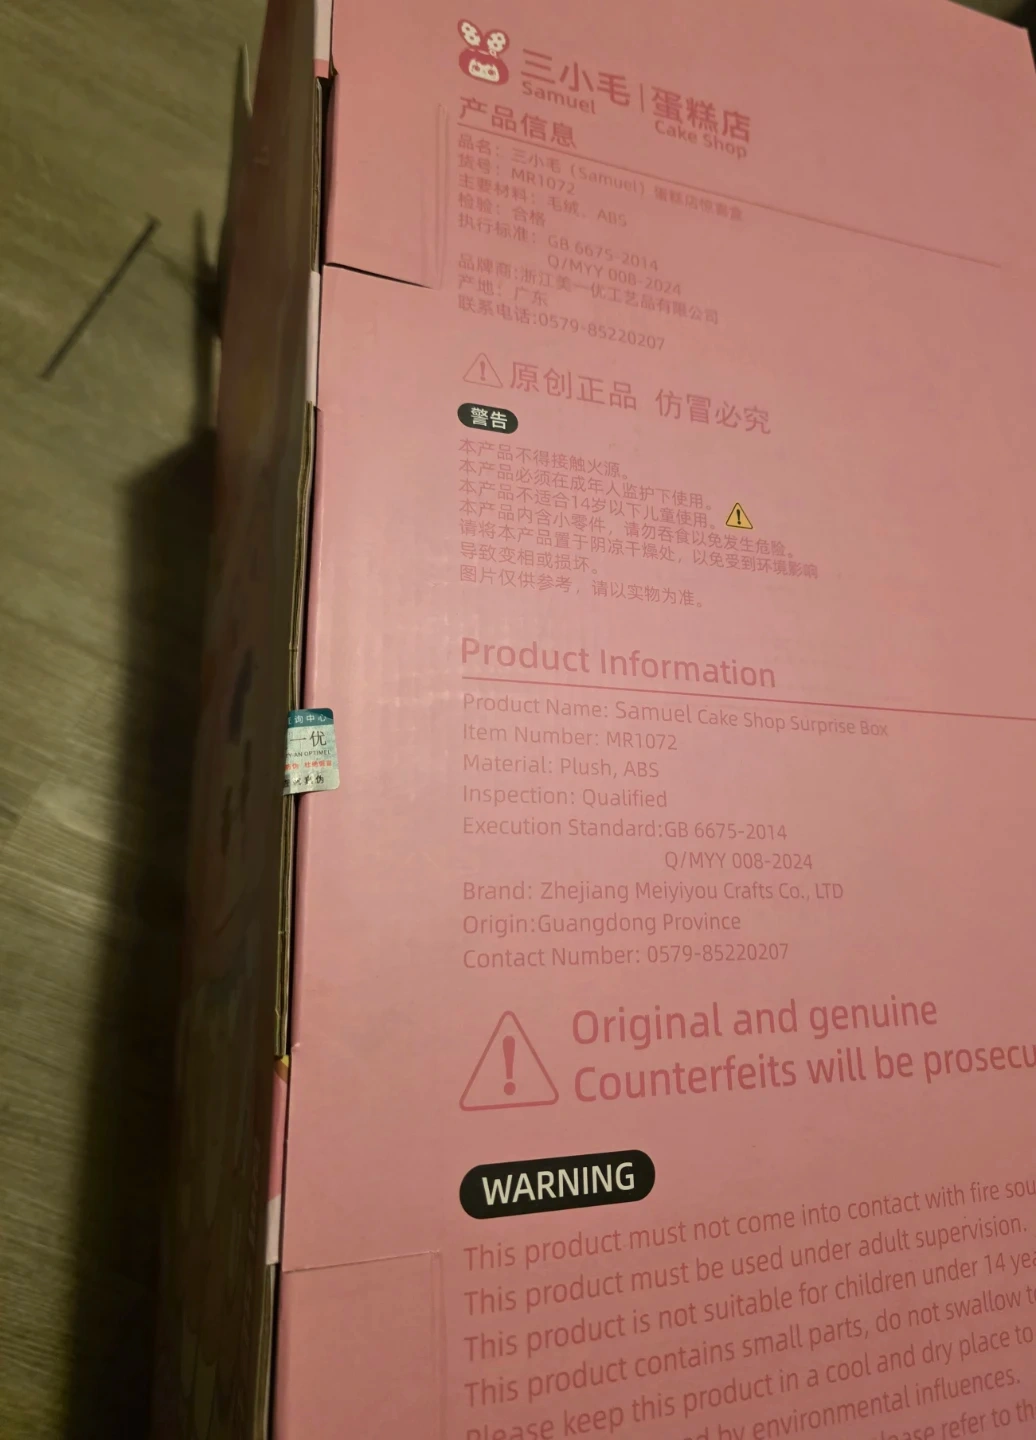 三小毛 | 蛋糕店
Samuel Cake Shop
产品信息
品名：三小毛（Samuel）蛋糕店惊喜盒
货号：MR1072
主要材料：毛绒、ABS
检验：合格
执行标准：GB 6675-2014
Q/MYY 008-2024
品牌商:浙江美一优工艺品有限公司
产地：广东
联系电话:0579-85220207
原创正品 仿冒必究
警告
本产品不得接触火源。
本产品必须在成年人监护下使用。
本产品不适合14岁以下儿童使用。
本产品内含小零件，请勿吞食以免发生危险。
请将本产品置于阴凉干燥处，以免受到环境影响
导致变相或损坏。
图片仅供参考，请以实物为准。
Product Information
Product Name: Samuel Cake Shop Surprise Box
Item Number: MR1072
Material: Plush, ABS
Inspection: Qualified
Execution Standard:GB 6675-2014
Q/MYY 008-2024
Brand: Zhejiang Meiyiyou Crafts Co., LTD
Origin:Guangdong Province
Contact Number: 0579-85220207
询中心
一优
Original and genuine
Counterfeits will be prosecu
WARNING
This product must not come into contact with fire sou
This product must be used under adult supervision.
This product is not suitable for children under 14 yea
This product contains small parts, do not swallow t
Please keep this product in a cool and dry place to
d by environmental influences.
ease refer to th